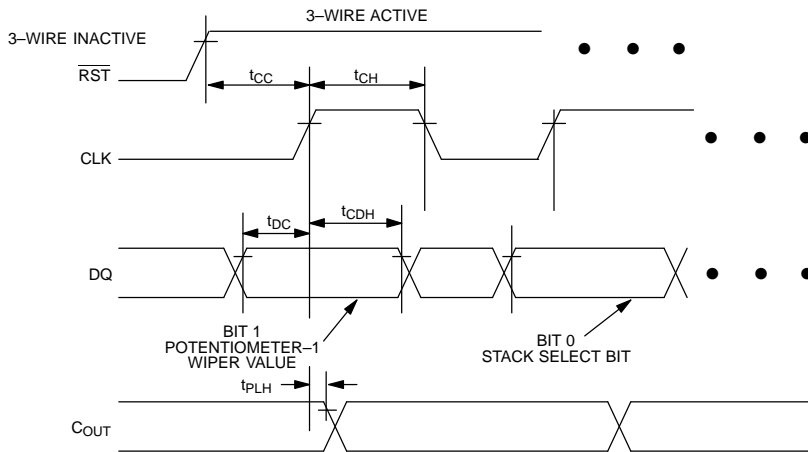 3–WIRE ACTIVE
3–WIRE INACTIVE
RST
tCC
tCH
CLK
tDC
tCDH
DQ
BIT 1
POTENTIOMETER–1
WIPER VALUE
BIT 0
STACK SELECT BIT
tPLH
COUT